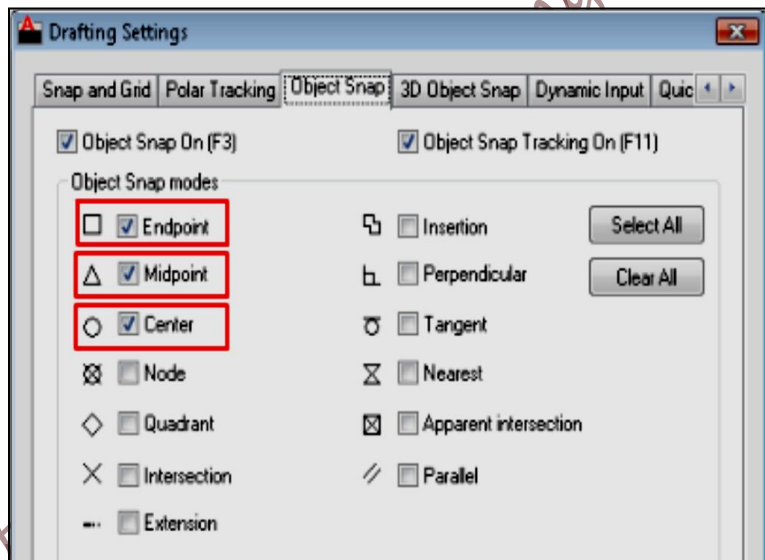 Drafting Settings
Snap and Grid Polar Tracking Object Snap 3D Object Snap Dynamic Input Quic
Object Snap On (F3) Object Snap Tracking On (F11)
Object Snap modes
Endpoint Insertion Select All
Midpoint Perpendicular Clear All
Center Tangent
Node Nearest
Quadrant Apparent intersection
Intersection Parallel
Extension